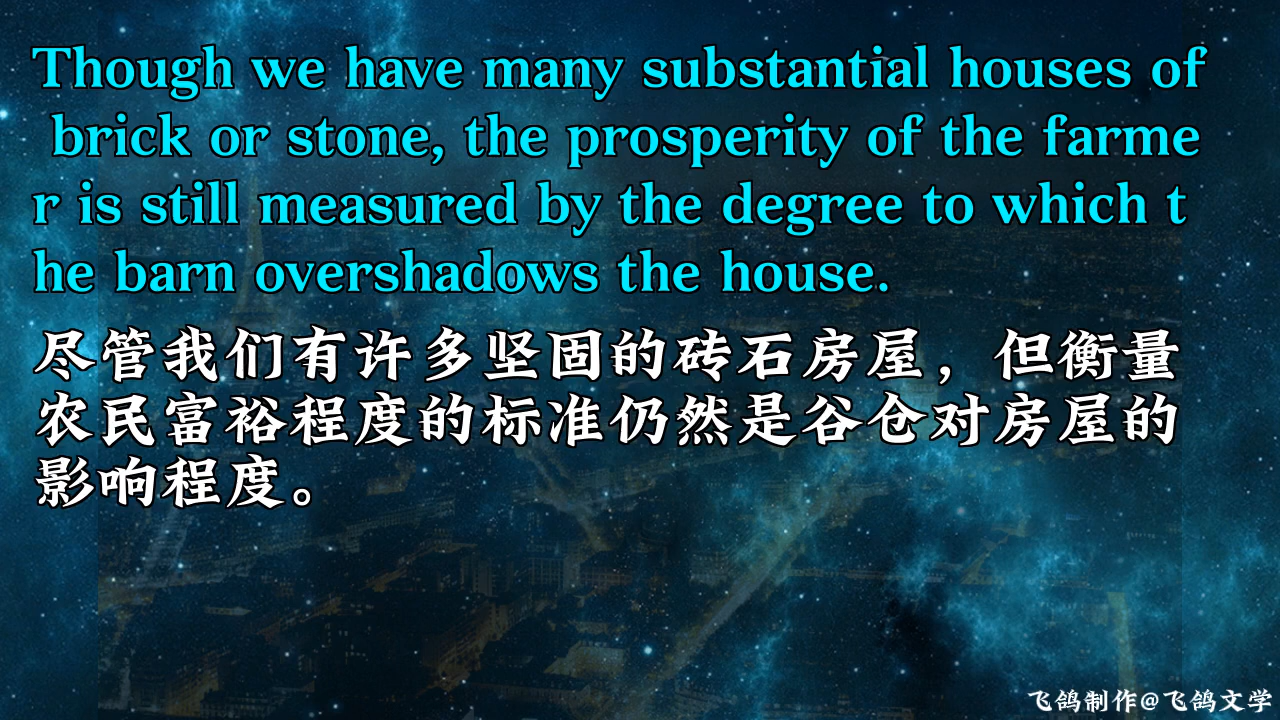 Though we have many substantial houses of
brick or stone, the prosperity of the farme
r is still measured by the degree to which t
he barn overshadows the house.
尽管我们有许多坚固的砖石房屋，但衡量
农民富裕程度的标准仍然是谷仓对房屋的
影响程度。
飞鸽制作@飞鸽文学